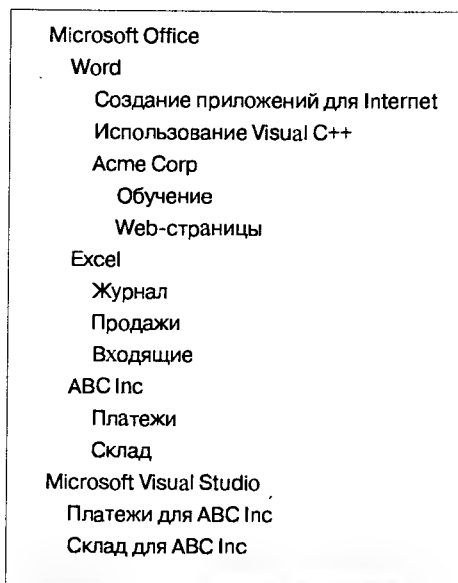 Microsoft Office
Word
Создание приложений для Internet
Использование Visual C++
Acme Corp
Обучение
Web-страницы
Excel
Журнал
Продажи
Входящие
ABC Inc
Платежи
Склад
Microsoft Visual Studio
Платежи для ABC Inc
Склад для ABC Inc